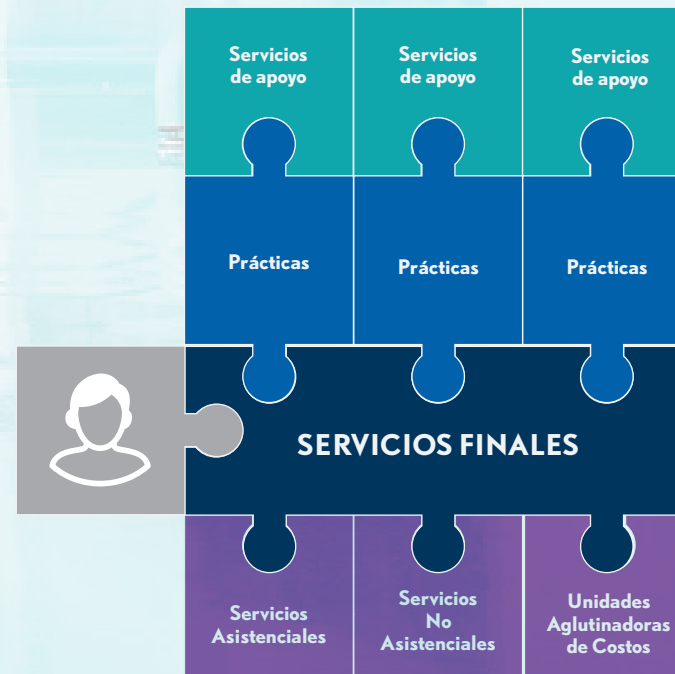 Servicios
de apoyo
Servicios
de apoyo
Servicios
de apoyo
Prácticas
Prácticas
Prácticas
SERVICIOS FINALES
Servicios
Asistenciales
Servicios
No
Asistenciales
Unidades
Aglutinadoras
de Costos